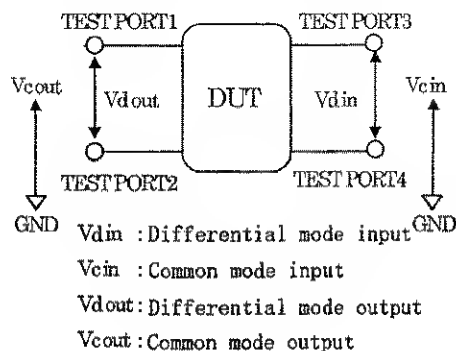 TEST PORT1
TEST PORT3
Vcout
Vdout
DUT
Vdin
Vcin
TEST PORT2
TEST PORT4
GND
GND
Vdin :Differential mode input
Vcin :Common mode input
Vdout:Differential mode output
Vcout:Common mode output